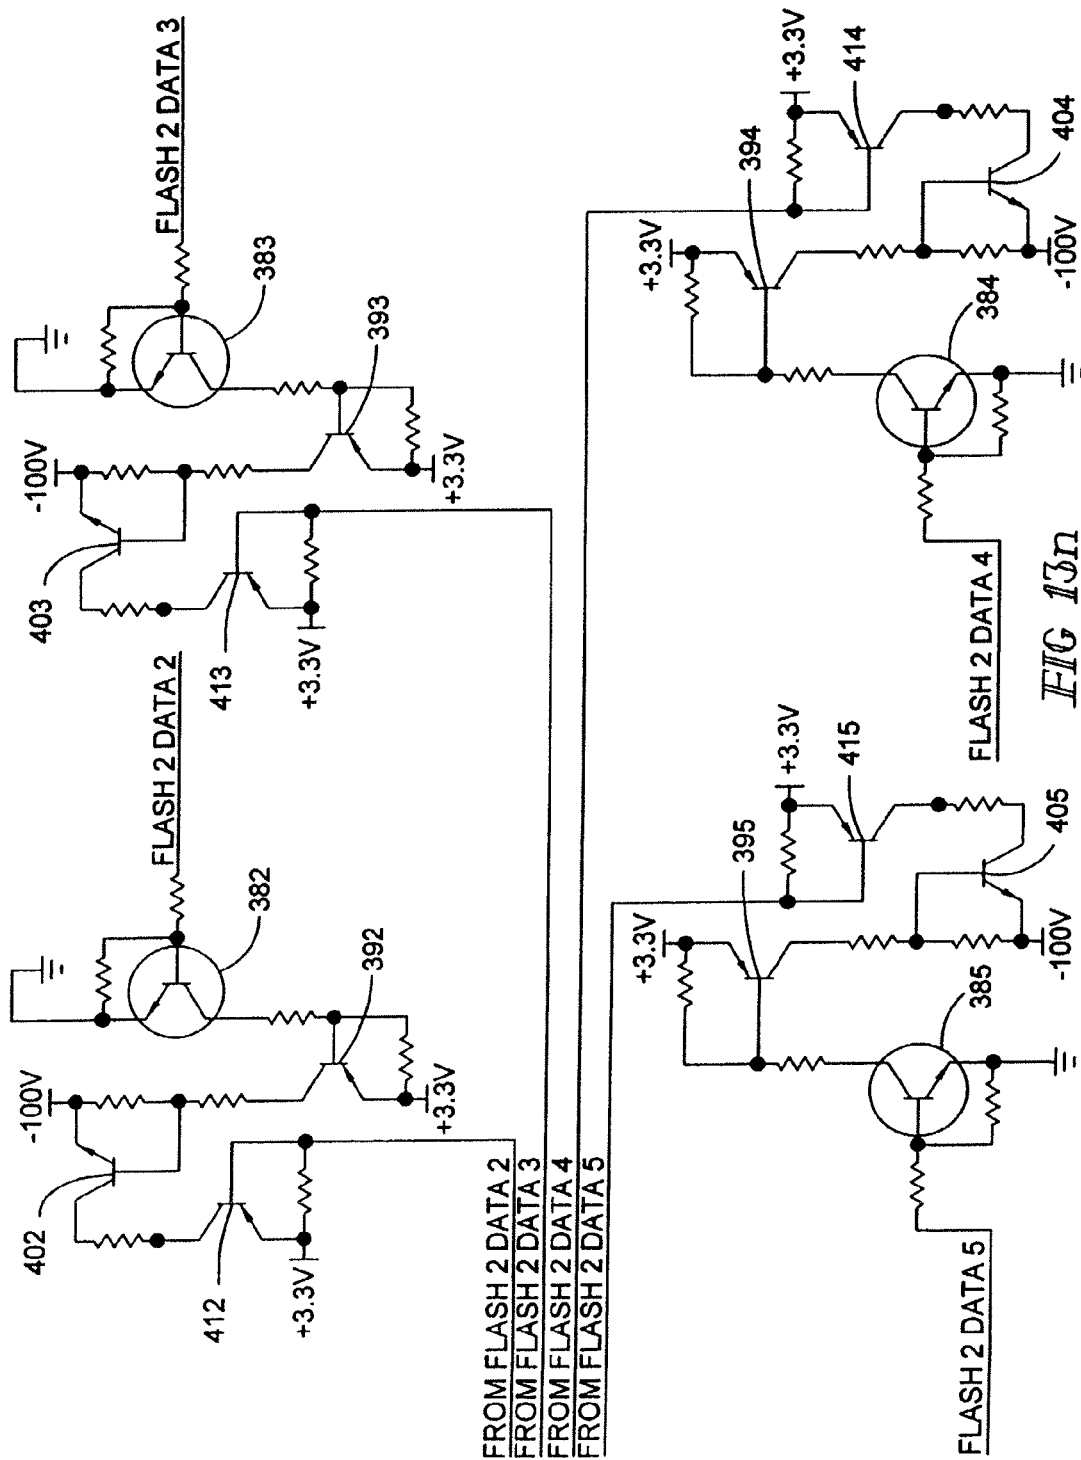 FLASH 2 DATA 3
383
393
-100V
403
413
+3.3V
+3.3V
FLASH 2 DATA 2
382
392
-100V
402
412
+3.3V
+3.3V
FROM FLASH 2 DATA 2
FROM FLASH 2 DATA 3
FROM FLASH 2 DATA 4
FROM FLASH 2 DATA 5
+3.3V
414
394
+3.3V
404
-100V
384
FLASH 2 DATA 4
+3.3V
415
395
+3.3V
405
-100V
385
FLASH 2 DATA 5
FIG 13n